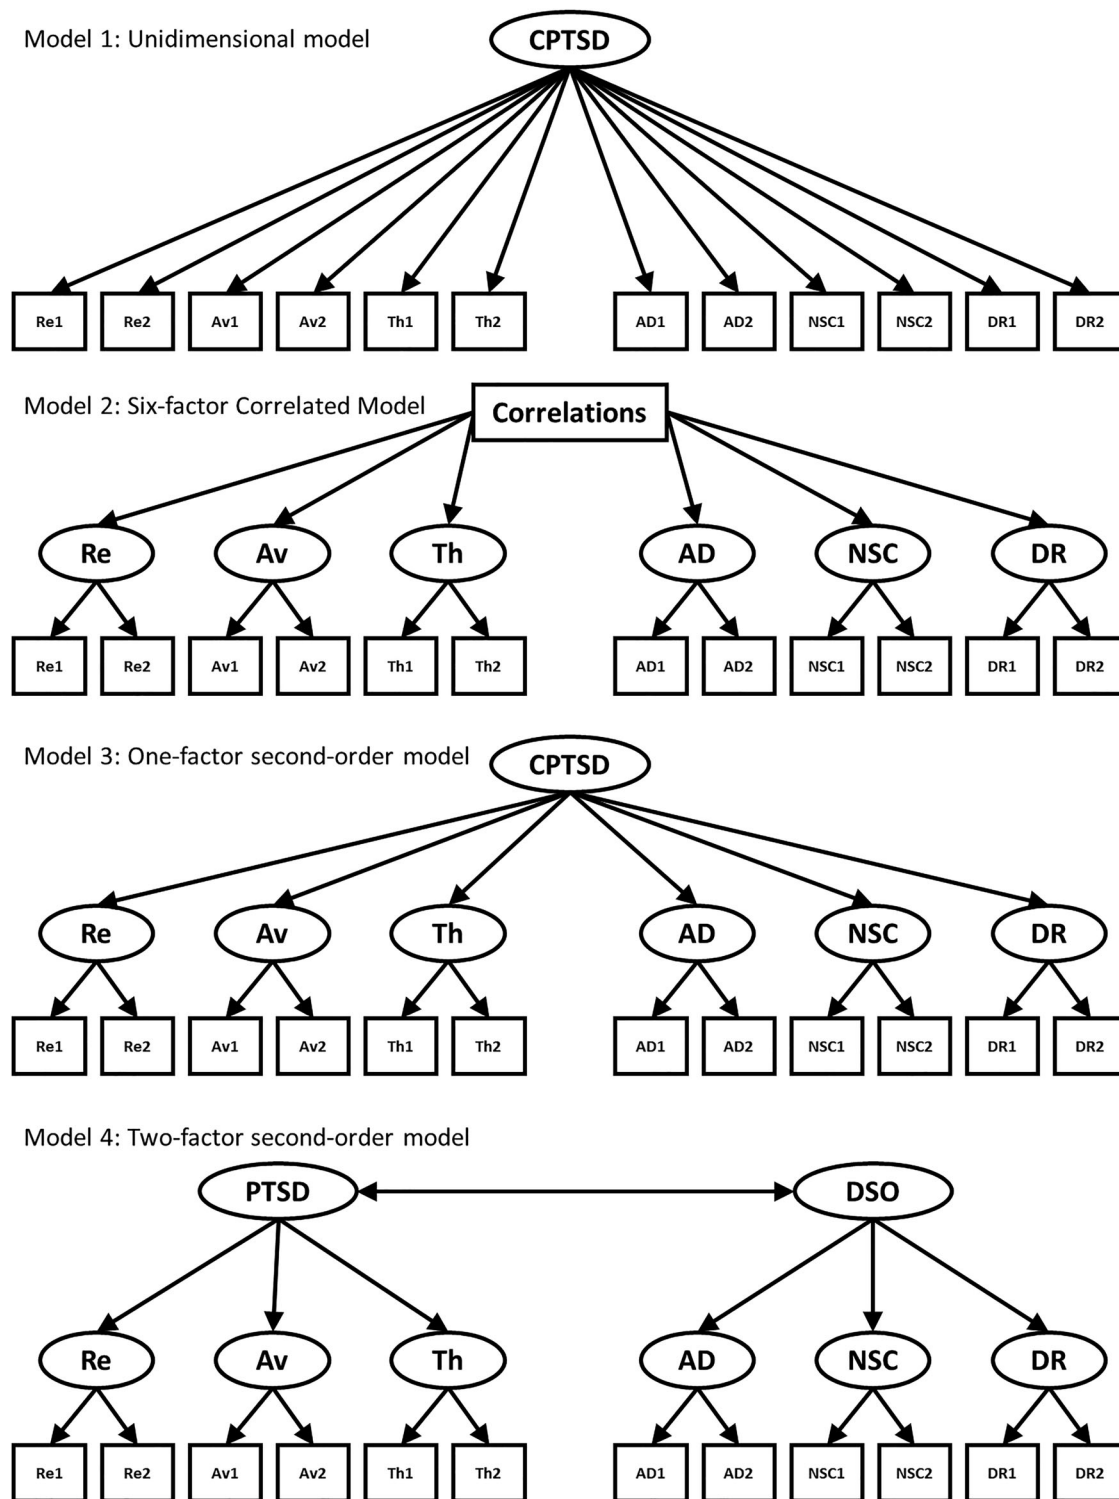 Model 1: Unidimensional model
CPTSD
Re1 Re2 Av1 Av2 Th1 Th2 AD1 AD2 NSC1 NSC2 DR1 DR2
Model 2: Six-factor Correlated Model
Correlations
Re Av Th AD NSC DR
Re1 Re2 Av1 Av2 Th1 Th2 AD1 AD2 NSC1 NSC2 DR1 DR2
Model 3: One-factor second-order model
CPTSD
Re Av Th AD NSC DR
Re1 Re2 Av1 Av2 Th1 Th2 AD1 AD2 NSC1 NSC2 DR1 DR2
Model 4: Two-factor second-order model
PTSD DSO
Re Av Th AD NSC DR
Re1 Re2 Av1 Av2 Th1 Th2 AD1 AD2 NSC1 NSC2 DR1 DR2